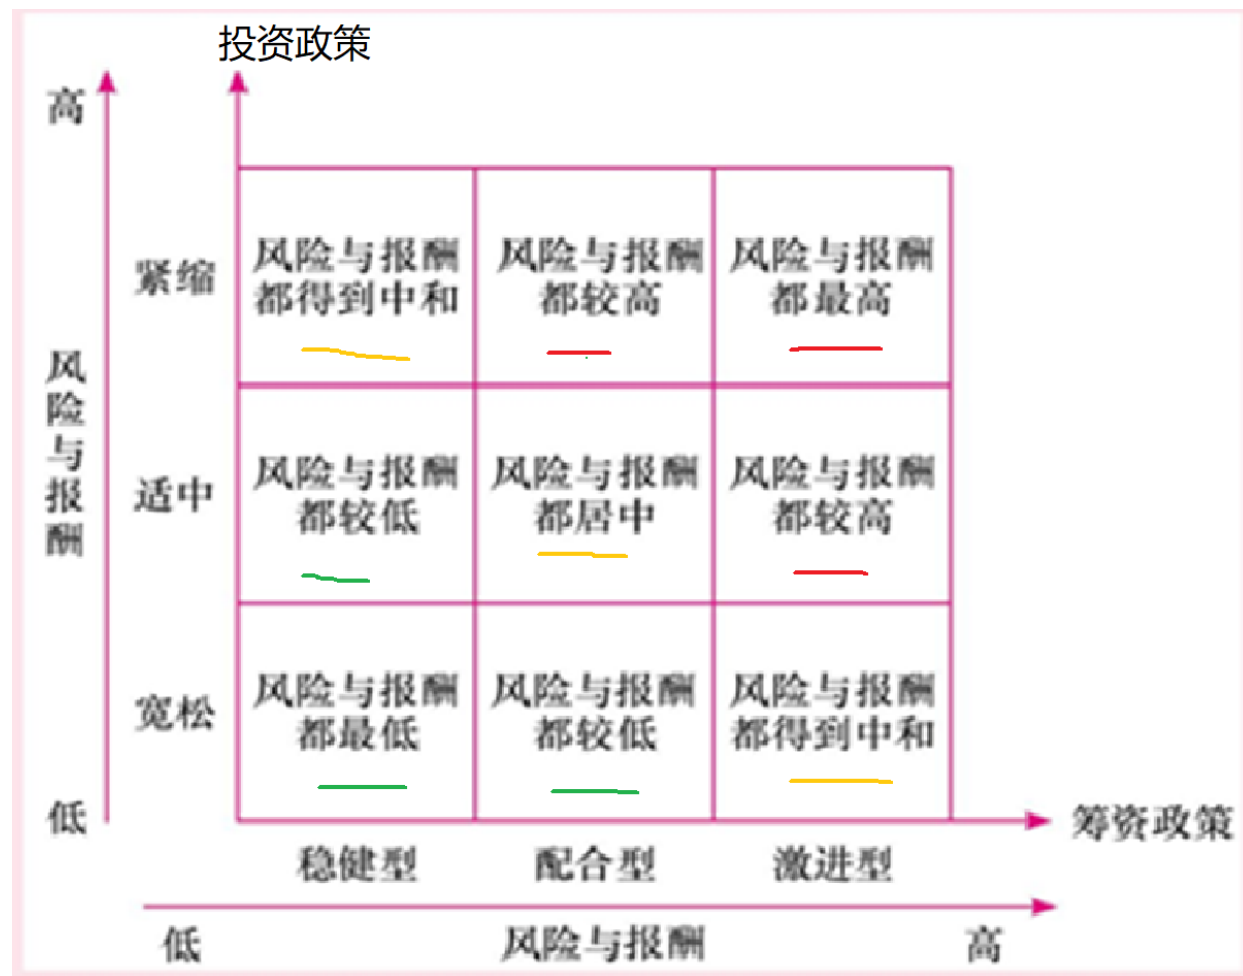 投资政策
高
风险与报酬
低
紧缩
风险与报酬
都得到中和
风险与报酬
都较高
风险与报酬
都最高
适中
风险与报酬
都较低
风险与报酬
都居中
风险与报酬
都较高
宽松
风险与报酬
都最低
风险与报酬
都较低
风险与报酬
都得到中和
筹资政策
稳健型
配合型
激进型
低
风险与报酬
高